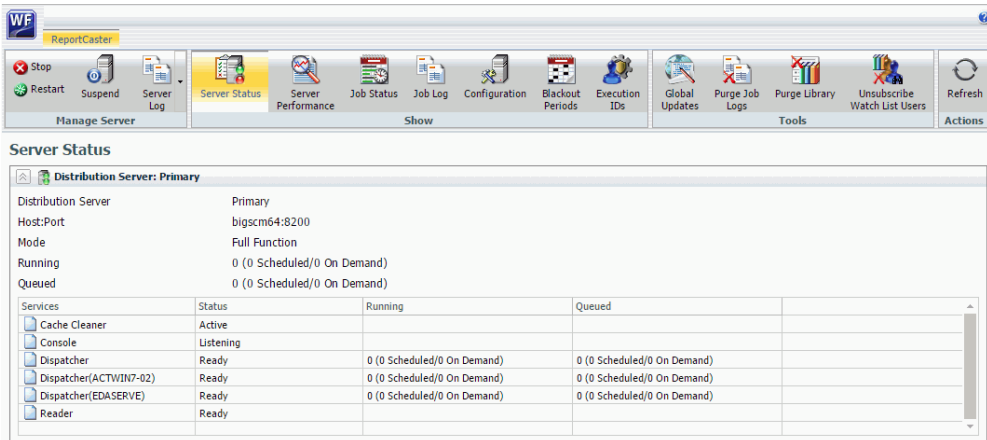 WF
ReportCaster
Stop
Restart
Suspend
Server Log
Manage Server
Server Status
Server Performance
Job Status
Job Log
Configuration
Blackout Periods
Execution IDs
Show
Global Updates
Purge Job Logs
Purge Library
Unsubscribe Watch List Users
Tools
Refresh
Actions
Server Status
Distribution Server: Primary
Distribution Server Primary
Host:Port bigscm64:8200
Mode Full Function
Running 0 (0 Scheduled/0 On Demand)
Queued 0 (0 Scheduled/0 On Demand)
Services Status Running Queued
Cache Cleaner Active
Console Listening
Dispatcher Ready 0 (0 Scheduled/0 On Demand) 0 (0 Scheduled/0 On Demand)
Dispatcher(ACTWIN7-02) Ready 0 (0 Scheduled/0 On Demand) 0 (0 Scheduled/0 On Demand)
Dispatcher(EDASERVE) Ready 0 (0 Scheduled/0 On Demand) 0 (0 Scheduled/0 On Demand)
Reader Ready